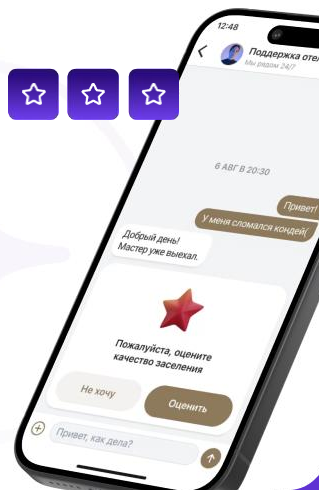 12:48
Поддержка отел
Мы рядом 24/7
6 АВГ В 20:30
Привет!
У меня сломался кондей(
Добрый день!
Мастер уже выехал.
Пожалуйста, оцените
качество заселения
Не хочу
Оценить
Привет, как дела?